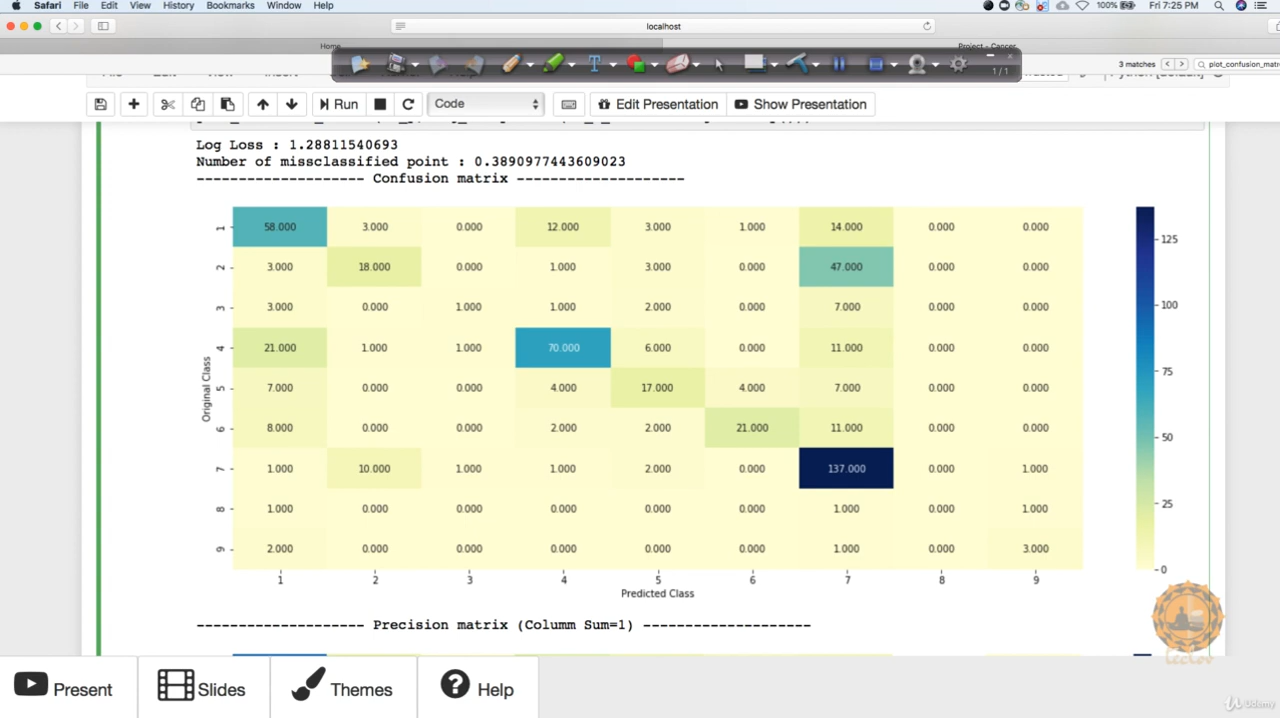 Safari File Edit View History Bookmarks Window Help 100% Fri 7:25 PM
localhost
Home Project - Cancer
T 1/1 3 matches plot_confusion_matri
Run Code Edit Presentation Show Presentation
Log Loss : 1.28811540693
Number of missclassified point : 0.3890977443609023
-------------------- Confusion matrix --------------------
1 58.000 3.000 0.000 12.000 3.000 1.000 14.000 0.000 0.000
2 3.000 18.000 0.000 1.000 3.000 0.000 47.000 0.000 0.000
3 3.000 0.000 1.000 1.000 2.000 0.000 7.000 0.000 0.000
4 21.000 1.000 1.000 70.000 6.000 0.000 11.000 0.000 0.000
5 7.000 0.000 0.000 4.000 17.000 4.000 7.000 0.000 0.000
6 8.000 0.000 0.000 2.000 2.000 21.000 11.000 0.000 0.000
7 1.000 10.000 1.000 1.000 2.000 0.000 137.000 0.000 1.000
8 1.000 0.000 0.000 0.000 0.000 0.000 1.000 0.000 1.000
9 2.000 0.000 0.000 0.000 0.000 0.000 1.000 0.000 3.000
Original Class
1 2 3 4 5 6 7 8 9
Predicted Class
125
100
75
50
25
0
-------------------- Precision matrix (Columm Sum=1) --------------------
Present Slides Themes Help
Udemy